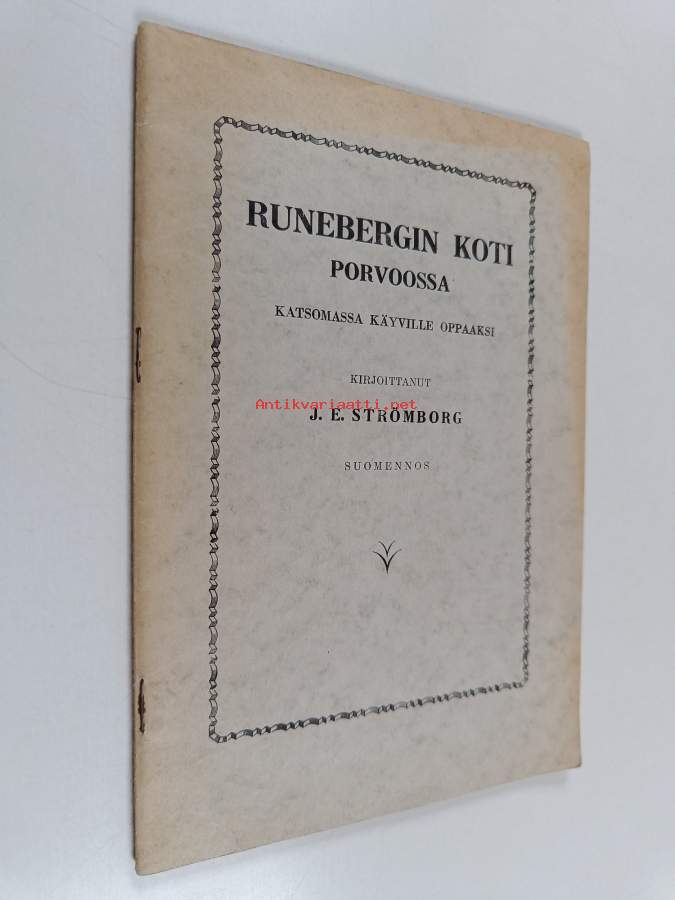 RUNEBERGIN KOTI
PORVOOSSA
KATSOMASSA KÄYVILLE OPPAAKSI
KIRJOITTANUT
Antikvariaatti.net
J. E. STRÖMBORG
SUOMENNOS